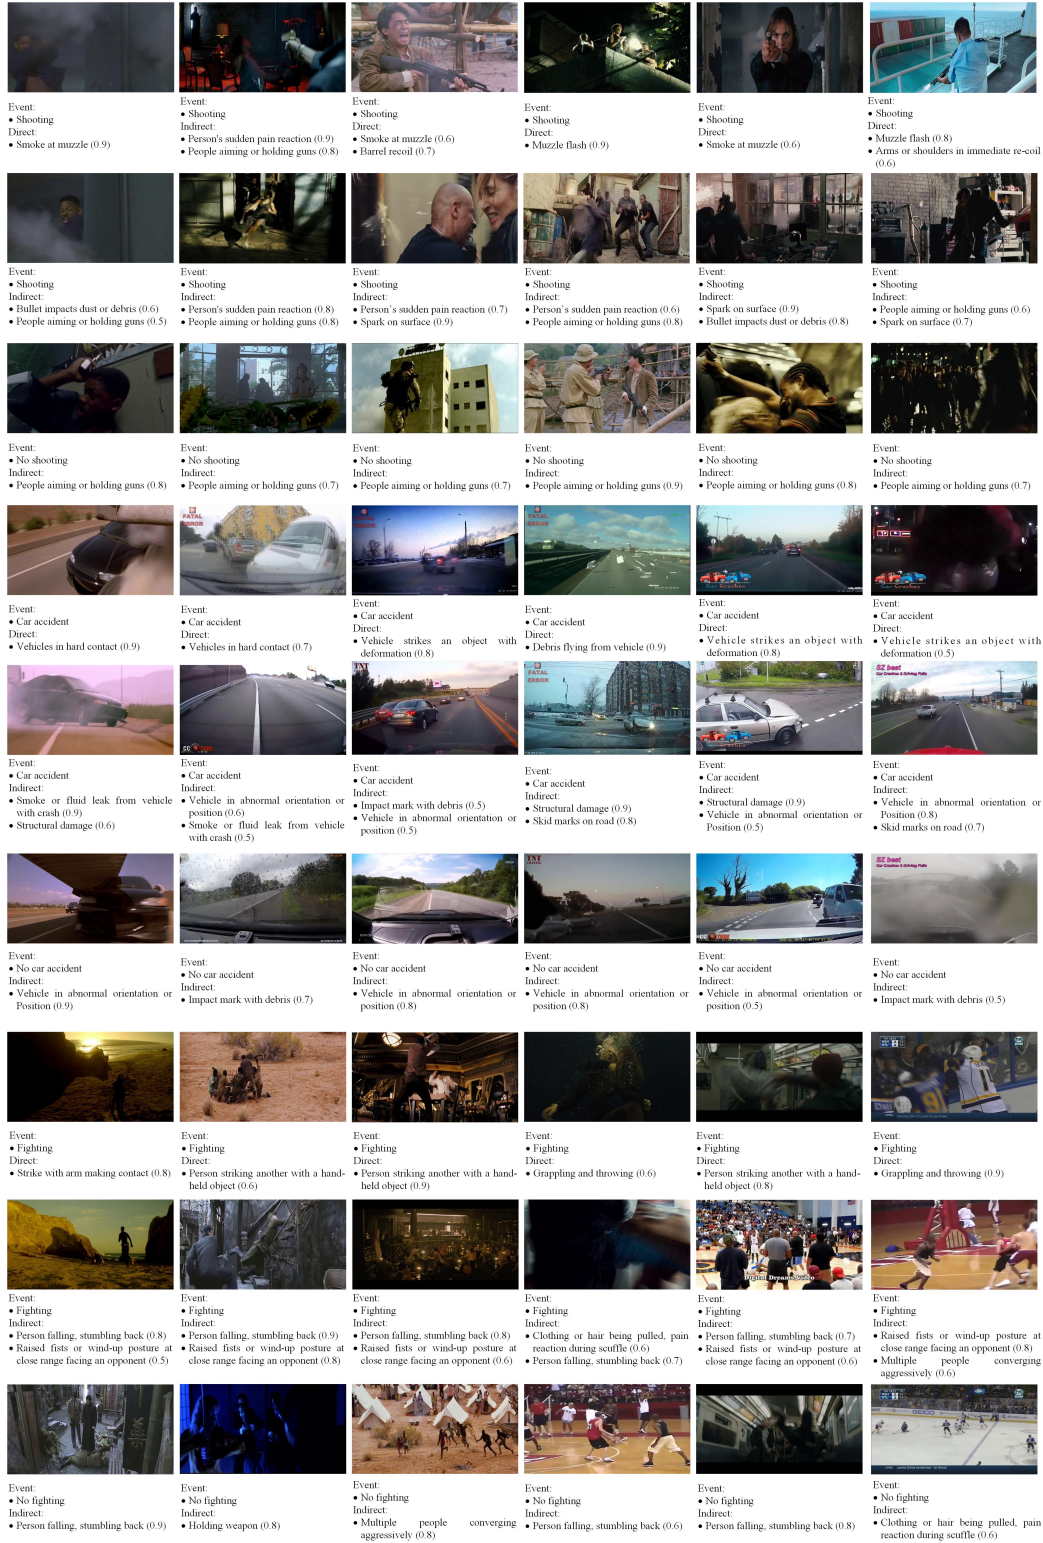 Event:
• Shooting
Direct:
• Smoke at muzzle (0.9)
Event:
• Shooting
Indirect:
• Person's sudden pain reaction (0.9)
• People aiming or holding guns (0.8)
Event:
• Shooting
Direct:
• Smoke at muzzle (0.6)
• Barrel recoil (0.7)
Event:
• Shooting
Direct:
• Muzzle flash (0.9)
Event:
• Shooting
Direct:
• Smoke at muzzle (0.6)
Event:
• Shooting
Direct:
• Muzzle flash (0.8)
• Arms or shoulders in immediate re-coil
(0.6)
Event:
• Shooting
Indirect:
• Bullet impacts dust or debris (0.6)
• People aiming or holding guns (0.5)
Event:
• Shooting
Indirect:
• Person's sudden pain reaction (0.8)
• People aiming or holding guns (0.8)
Event:
• Shooting
Indirect:
• Person's sudden pain reaction (0.7)
• Spark on surface (0.9)
Event:
• Shooting
Indirect:
• Person's sudden pain reaction (0.6)
• People aiming or holding guns (0.8)
Event:
• Shooting
Indirect:
• Spark on surface (0.9)
• Bullet impacts dust or debris (0.8)
Event:
• Shooting
Indirect:
• People aiming or holding guns (0.6)
• Spark on surface (0.7)
Event:
• No shooting
Indirect:
• People aiming or holding guns (0.8)
Event:
• No shooting
Indirect:
• People aiming or holding guns (0.7)
Event:
• No shooting
Indirect:
• People aiming or holding guns (0.7)
Event:
• No shooting
Indirect:
• People aiming or holding guns (0.9)
Event:
• No shooting
Indirect:
• People aiming or holding guns (0.8)
Event:
• No shooting
Indirect:
• People aiming or holding guns (0.7)
Event:
• Car accident
Direct:
• Vehicles in hard contact (0.9)
FATAL
ERROR
Event:
• Car accident
Direct:
• Vehicles in hard contact (0.7)
FATAL
ERROR
Event:
• Car accident
Direct:
• Vehicle strikes an object with
deformation (0.8)
FATAL
ERROR
Event:
• Car accident
Direct:
• Debris flying from vehicle (0.9)
Car Crashes
Event:
• Car accident
Direct:
• Vehicle strikes an object with
deformation (0.8)
Car Crashes
Event:
• Car accident
Direct:
• Vehicle strikes an object with
deformation (0.5)
Event:
• Car accident
Indirect:
• Smoke or fluid leak from vehicle
with crash (0.9)
• Structural damage (0.6)
Event:
• Car accident
Indirect:
• Vehicle in abnormal orientation or
position (0.6)
• Smoke or fluid leak from vehicle
with crash (0.5)
TNT
Event:
• Car accident
Indirect:
• Impact mark with debris (0.5)
• Vehicle in abnormal orientation or
position (0.5)
FATAL
ERROR
Event:
• Car accident
Indirect:
• Structural damage (0.9)
• Skid marks on road (0.8)
Event:
• Car accident
Indirect:
• Structural damage (0.9)
• Vehicle in abnormal orientation or
Position (0.5)
SZ best
Car Crashes & Driving Fails
Event:
• Car accident
Indirect:
• Vehicle in abnormal orientation or
Position (0.8)
• Skid marks on road (0.7)
Event:
• No car accident
Indirect:
• Vehicle in abnormal orientation or
Position (0.9)
Event:
• No car accident
Indirect:
• Impact mark with debris (0.7)
Event:
• No car accident
Indirect:
• Vehicle in abnormal orientation or
position (0.8)
TNT
Event:
• No car accident
Indirect:
• Vehicle in abnormal orientation or
position (0.8)
Event:
• No car accident
Indirect:
• Vehicle in abnormal orientation or
position (0.5)
SZ best
Car Crashes & Driving Fails
Event:
• No car accident
Indirect:
• Impact mark with debris (0.5)
Event:
• Fighting
Direct:
• Strike with arm making contact (0.8)
Event:
• Fighting
Direct:
• Person striking another with a hand-
held object (0.6)
Event:
• Fighting
Direct:
• Person striking another with a hand-
held object (0.9)
Event:
• Fighting
Direct:
• Grappling and throwing (0.6)
Event:
• Fighting
Direct:
• Person striking another with a hand-
held object (0.8)
Event:
• Fighting
Direct:
• Grappling and throwing (0.9)
Event:
• Fighting
Indirect:
• Person falling, stumbling back (0.8)
• Raised fists or wind-up posture at
close range facing an opponent (0.5)
Event:
• Fighting
Indirect:
• Person falling, stumbling back (0.9)
• Raised fists or wind-up posture at
close range facing an opponent (0.8)
Event:
• Fighting
Indirect:
• Person falling, stumbling back (0.8)
• Raised fists or wind-up posture at
close range facing an opponent (0.6)
Event:
• Fighting
Indirect:
• Clothing or hair being pulled, pain
reaction during scuffle (0.6)
• Person falling, stumbling back (0.7)
Digital Dreams Video
Event:
• Fighting
Indirect:
• Person falling, stumbling back (0.7)
• Raised fists or wind-up posture at
close range facing an opponent (0.6)
Event:
• Fighting
Indirect:
• Raised fists or wind-up posture at
close range facing an opponent (0.8)
• Multiple people converging
aggressively (0.6)
Event:
• No fighting
Indirect:
• Person falling, stumbling back (0.9)
Event:
• No fighting
Indirect:
• Holding weapon (0.8)
Event:
• No fighting
Indirect:
• Multiple people converging
aggressively (0.8)
Event:
• No fighting
Indirect:
• Person falling, stumbling back (0.6)
Event:
• No fighting
Indirect:
• Person falling, stumbling back (0.8)
GEICO
Event:
• No fighting
Indirect:
• Clothing or hair being pulled, pain
reaction during scuffle (0.6)